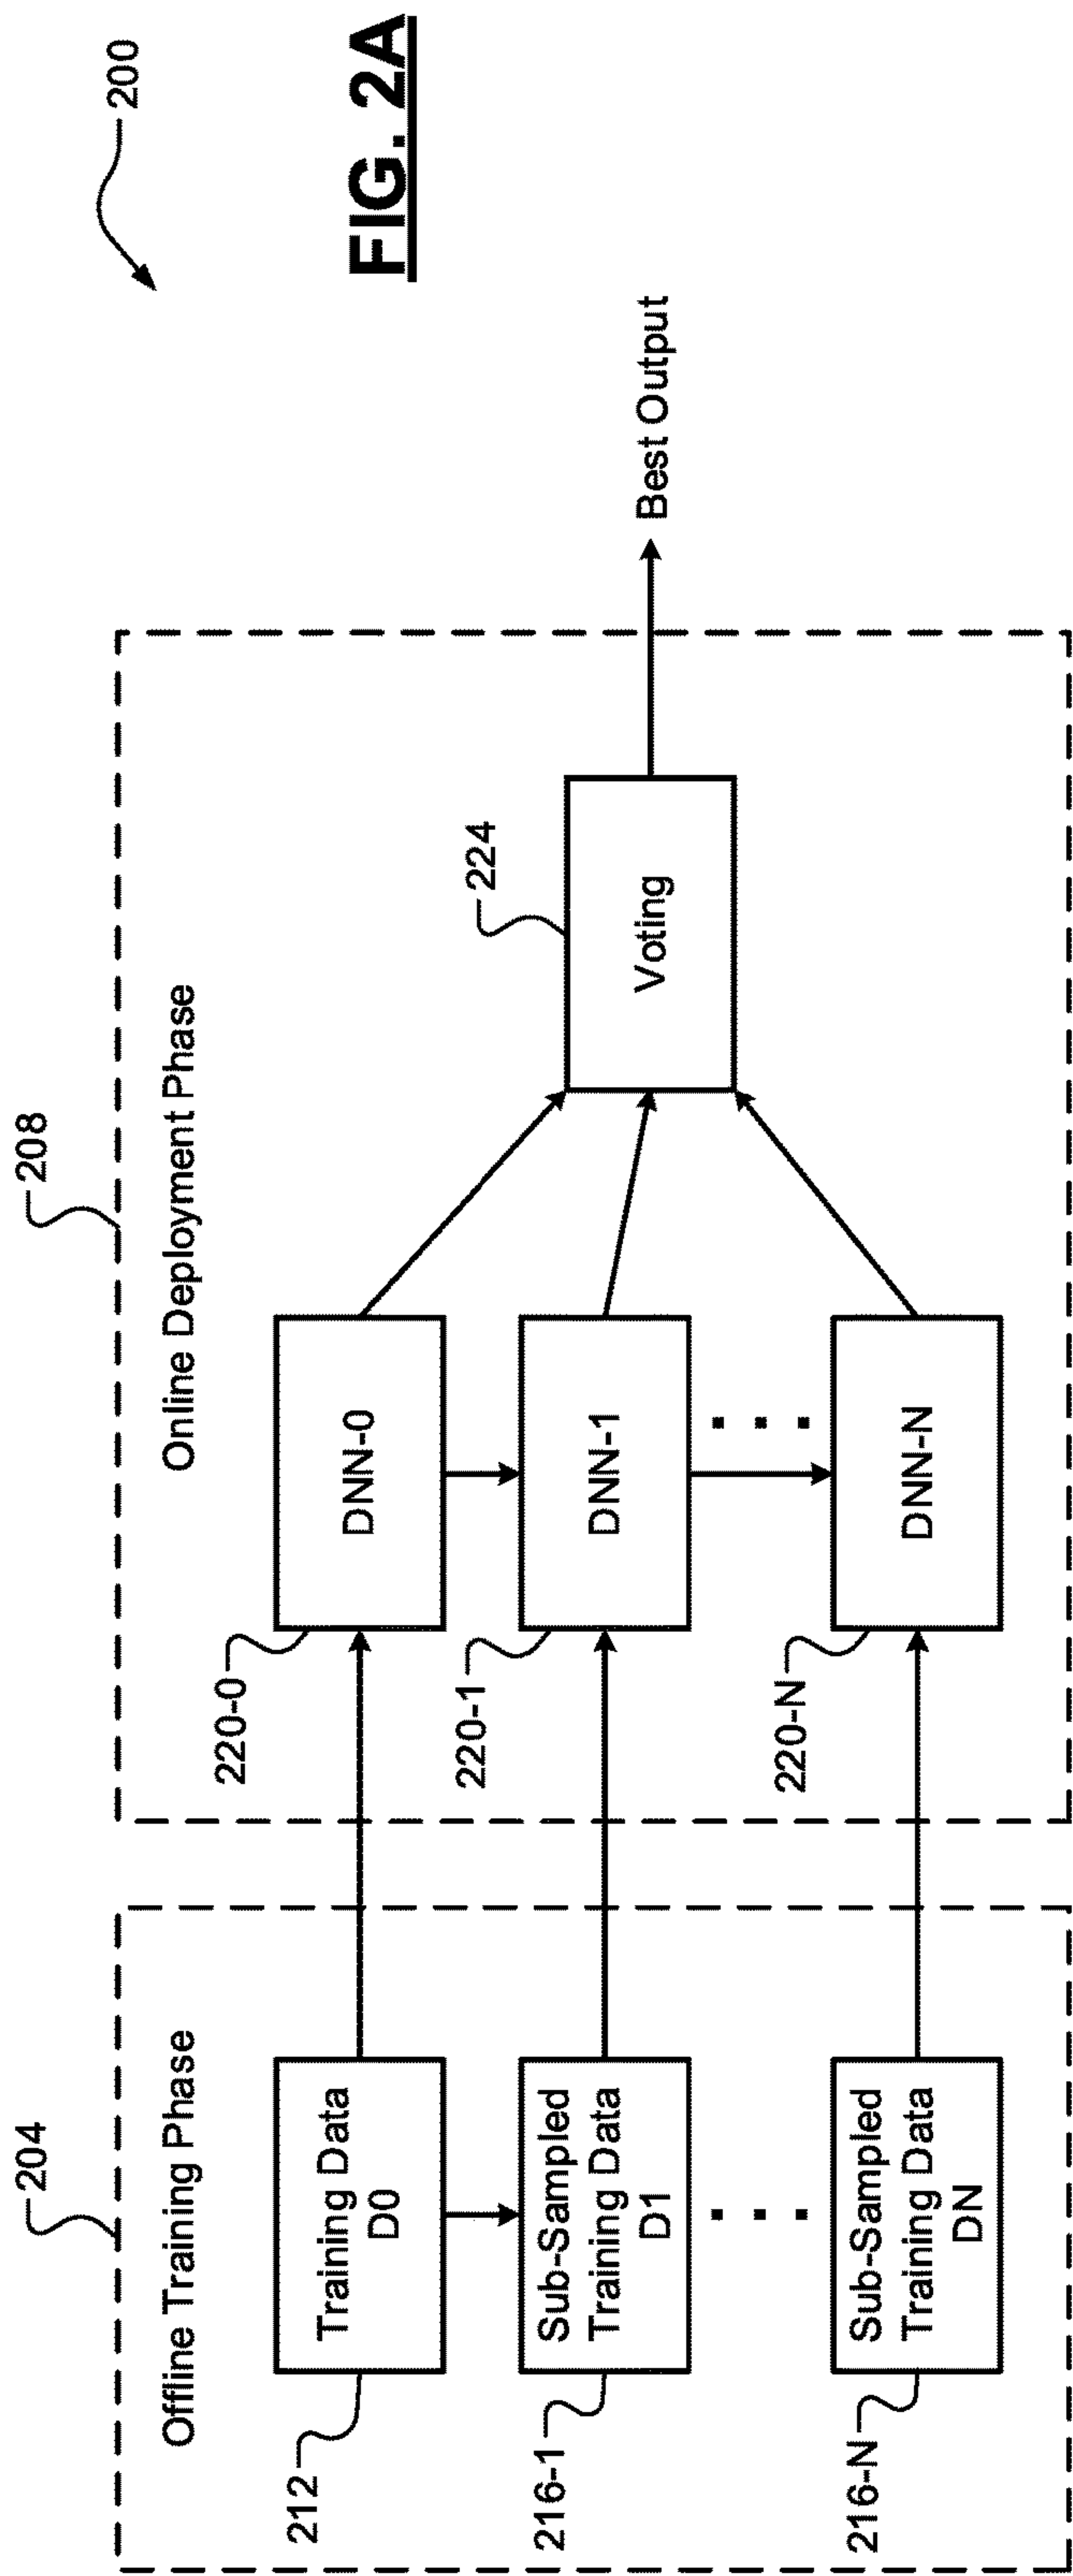 200
FIG. 2A
204
Offline Training Phase
212
Training Data
D0
216-1
Sub-Sampled
Training Data
D1
216-N
Sub-Sampled
Training Data
DN
208
Online Deployment Phase
220-0
DNN-0
220-1
DNN-1
220-N
DNN-N
224
Voting
Best Output